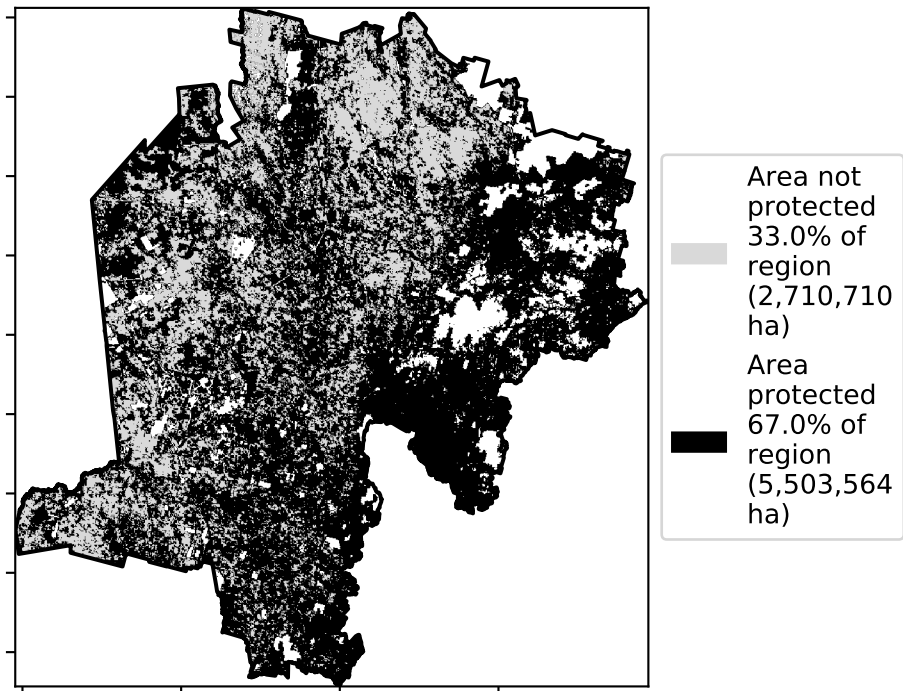 Area not
protected
33.0% of
region
(2,710,710
ha)
Area
protected
67.0% of
region
(5,503,564
ha)